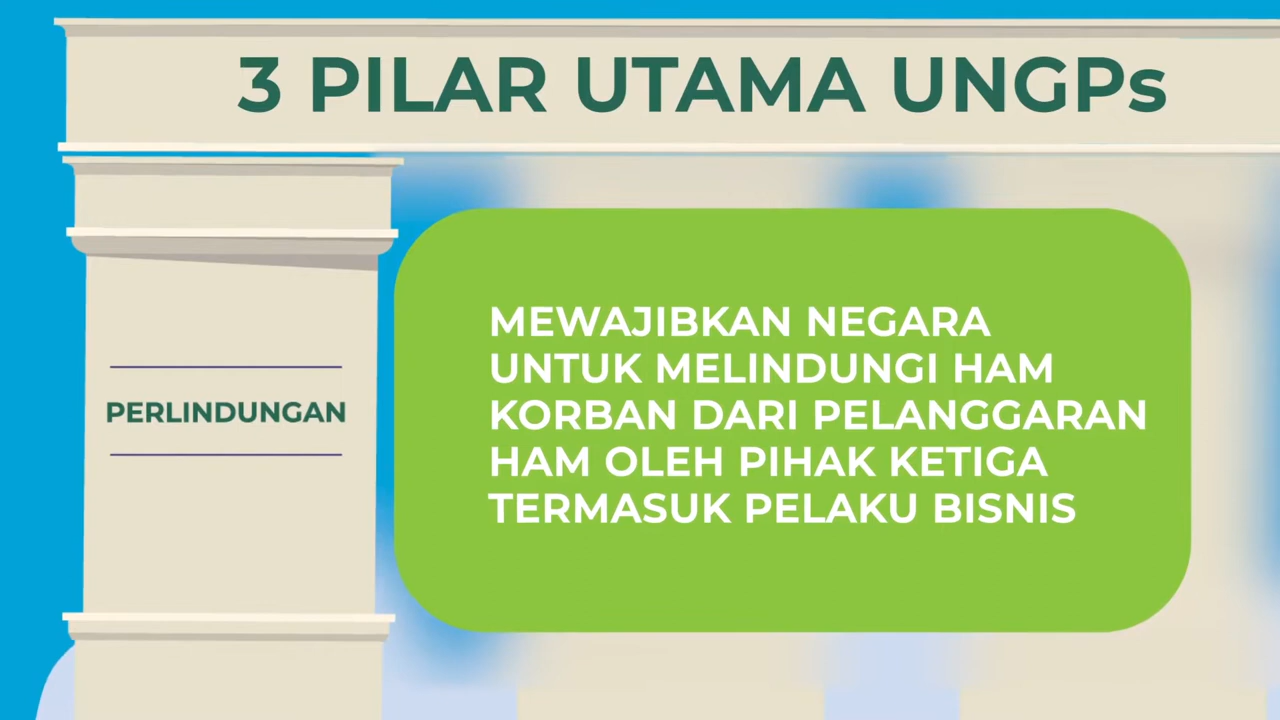 3 PILAR UTAMA UNGPs
PERLINDUNGAN
MEWAJIBKAN NEGARA
UNTUK MELINDUNGI HAM
KORBAN DARI PELANGGARAN
HAM OLEH PIHAK KETIGA
TERMASUK PELAKU BISNIS